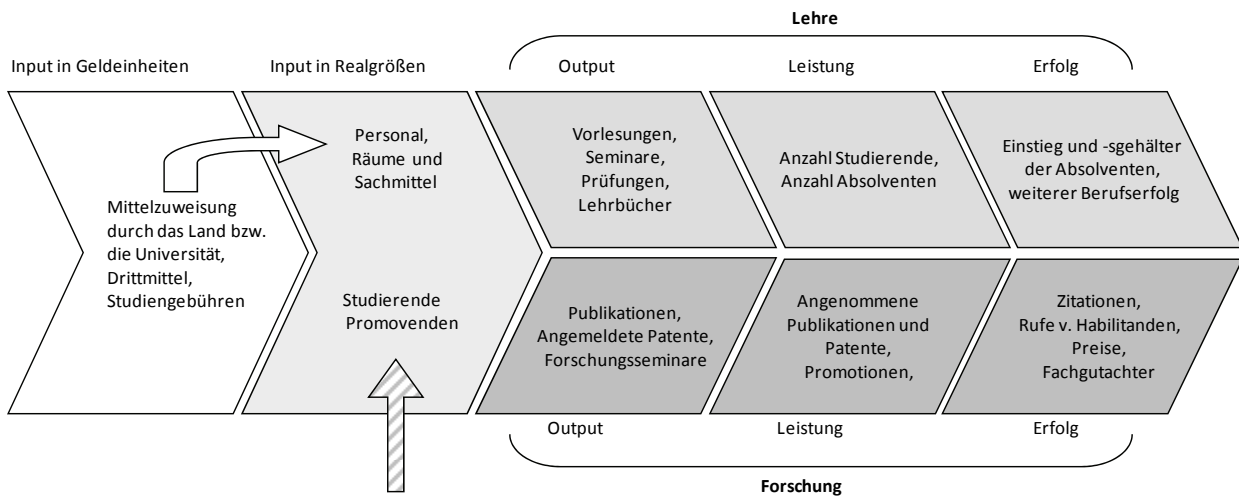 Lehre
Input in Geldeinheiten
Input in Realgrößen
Output
Leistung
Erfolg
Mittelzuweisung
durch das Land bzw.
die Universität,
Drittmittel,
Studiengebühren
Personal,
Räume und
Sachmittel
Studierende
Promovenden
Vorlesungen,
Seminare,
Prüfungen,
Lehrbücher
Anzahl Studierende,
Anzahl Absolventen
Einstieg und -sgehälter
der Absolventen,
weiterer Berufserfolg
Publikationen,
Angemeldete Patente,
Forschungsseminare
Angenommene
Publikationen und
Patente,
Promotionen,
Zitationen,
Rufe v. Habilitanden,
Preise,
Fachgutachter
Output
Leistung
Erfolg
Forschung